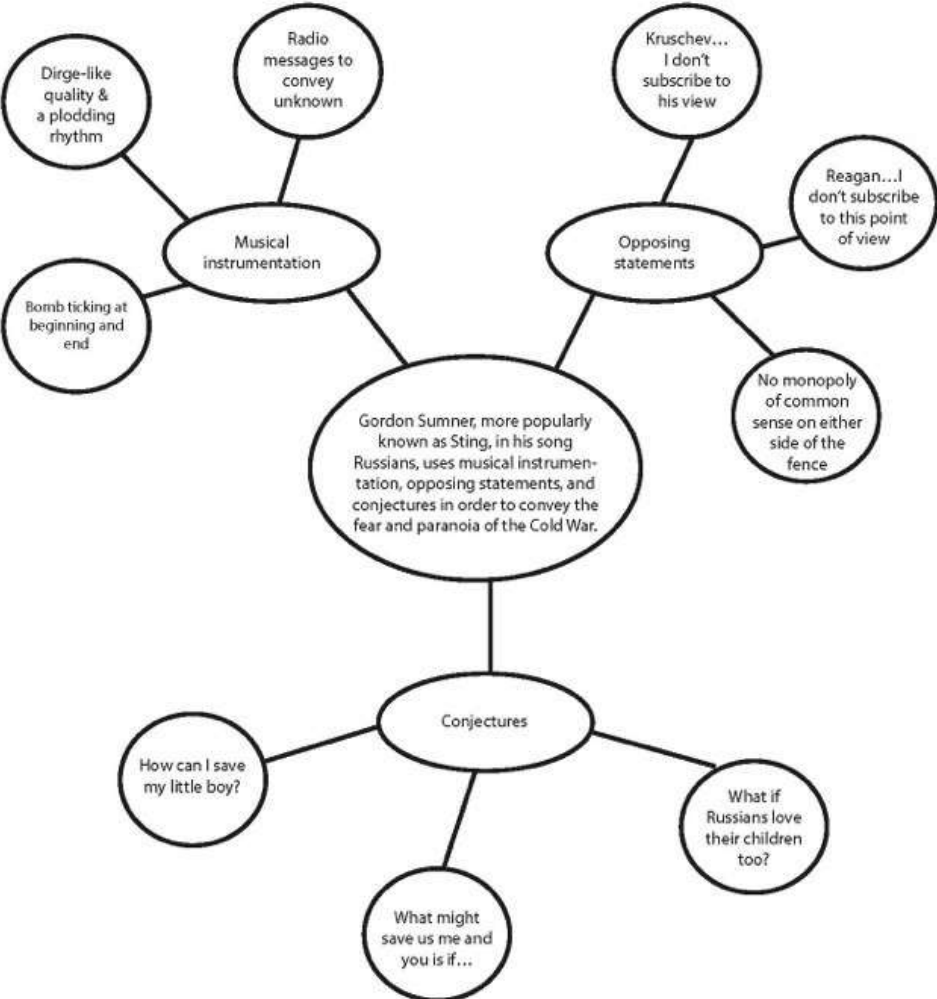 Dirge-like
quality &
a plodding
rhythm
Radio
messages to
convey
unknown
Musical
instrumentation
Bomb ticking at
beginning and
end
Kruschev...
I don't
subscribe to
his view
Reagan...I
don't subscribe
to this point
of view
Opposing
statements
No monopoly
of common
sense on either
side of the
fence
Gordon Sumner, more popularly
known as Sting, in his song
Russians, uses musical instrumen-
tation, opposing statements, and
conjectures in order to convey the
fear and paranoia of the Cold War.
Conjectures
How can I save
my little boy?
What might
save us me and
you is if...
What if
Russians love
their children
too?